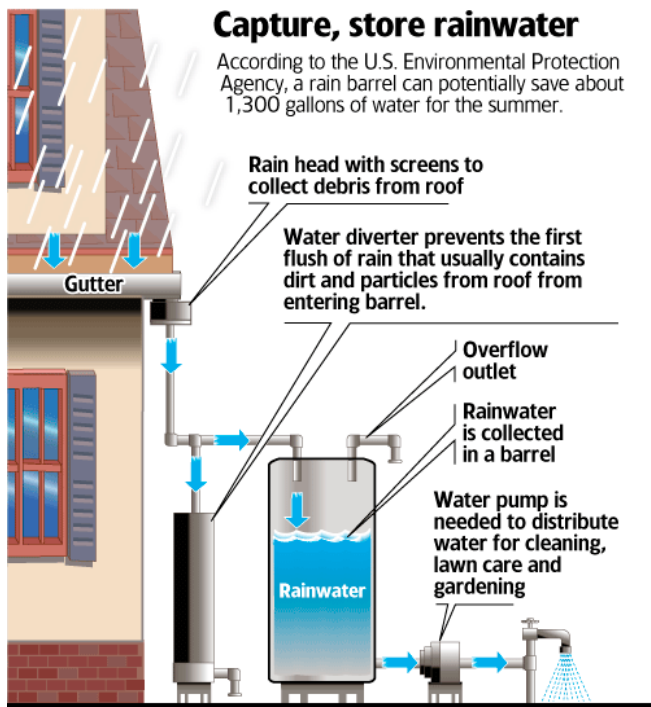 Capture, store rainwater
According to the U.S. Environmental Protection
Agency, a rain barrel can potentially save about
1,300 gallons of water for the summer.
Rain head with screens to
collect debris from roof
Water diverter prevents the first
flush of rain that usually contains
dirt and particles from roof from
entering barrel.
Gutter
Overflow
outlet
Rainwater
is collected
in a barrel
Water pump is
needed to distribute
water for cleaning,
lawn care and
gardening
Rainwater